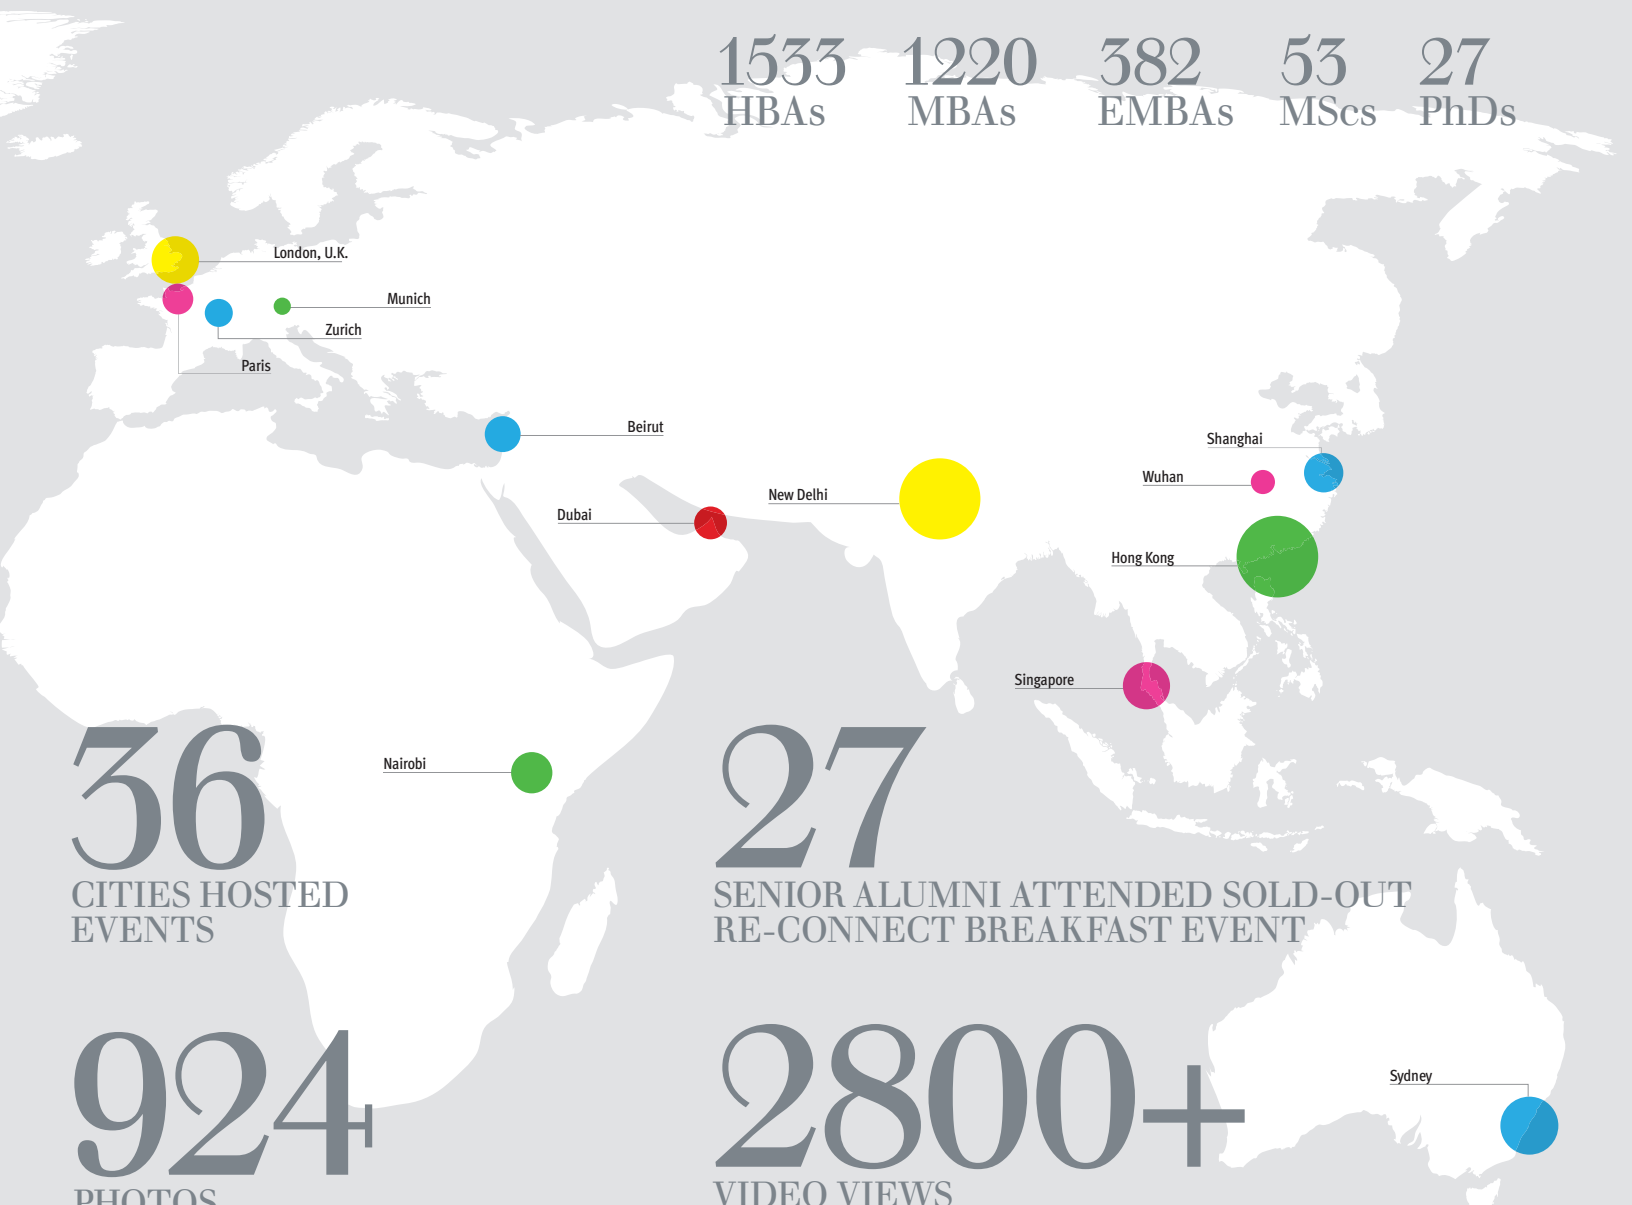 1533 1220 382 53 27
HBAs MBAs EMBAs MScs PhDs
London, U.K.
Munich
Zurich
Paris
Beirut
Shanghai
Wuhan
New Delhi
Dubai
Hong Kong
Singapore
Nairobi
36
CITIES HOSTED
EVENTS
27
SENIOR ALUMNI ATTENDED SOLD-OUT
RE-CONNECT BREAKFAST EVENT
924
PHOTOS
2800+
VIDEO VIEWS
Sydney